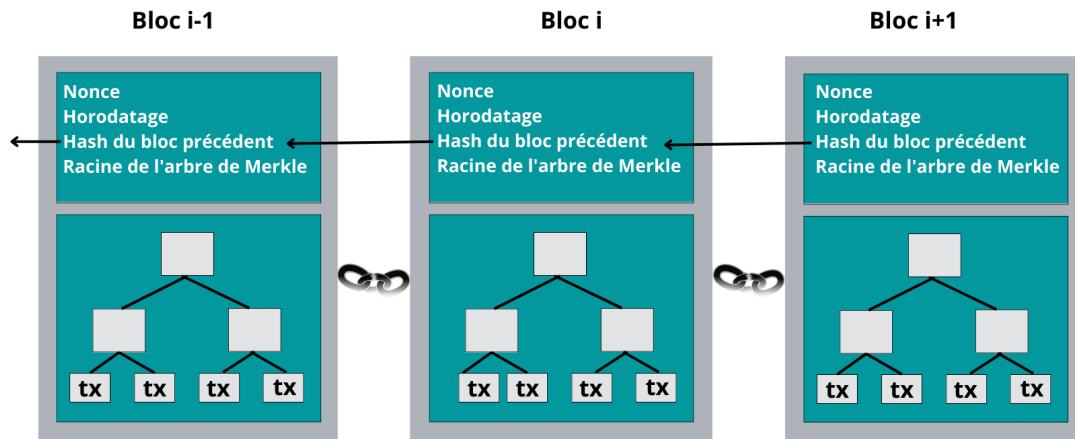 Bloc i-1
Nonce
Horodatage
Hash du bloc précédent
Racine de l'arbre de Merkle
tx tx tx tx
Bloc i
Nonce
Horodatage
Hash du bloc précédent
Racine de l'arbre de Merkle
tx tx tx tx
Bloc i+1
Nonce
Horodatage
Hash du bloc précédent
Racine de l'arbre de Merkle
tx tx tx tx